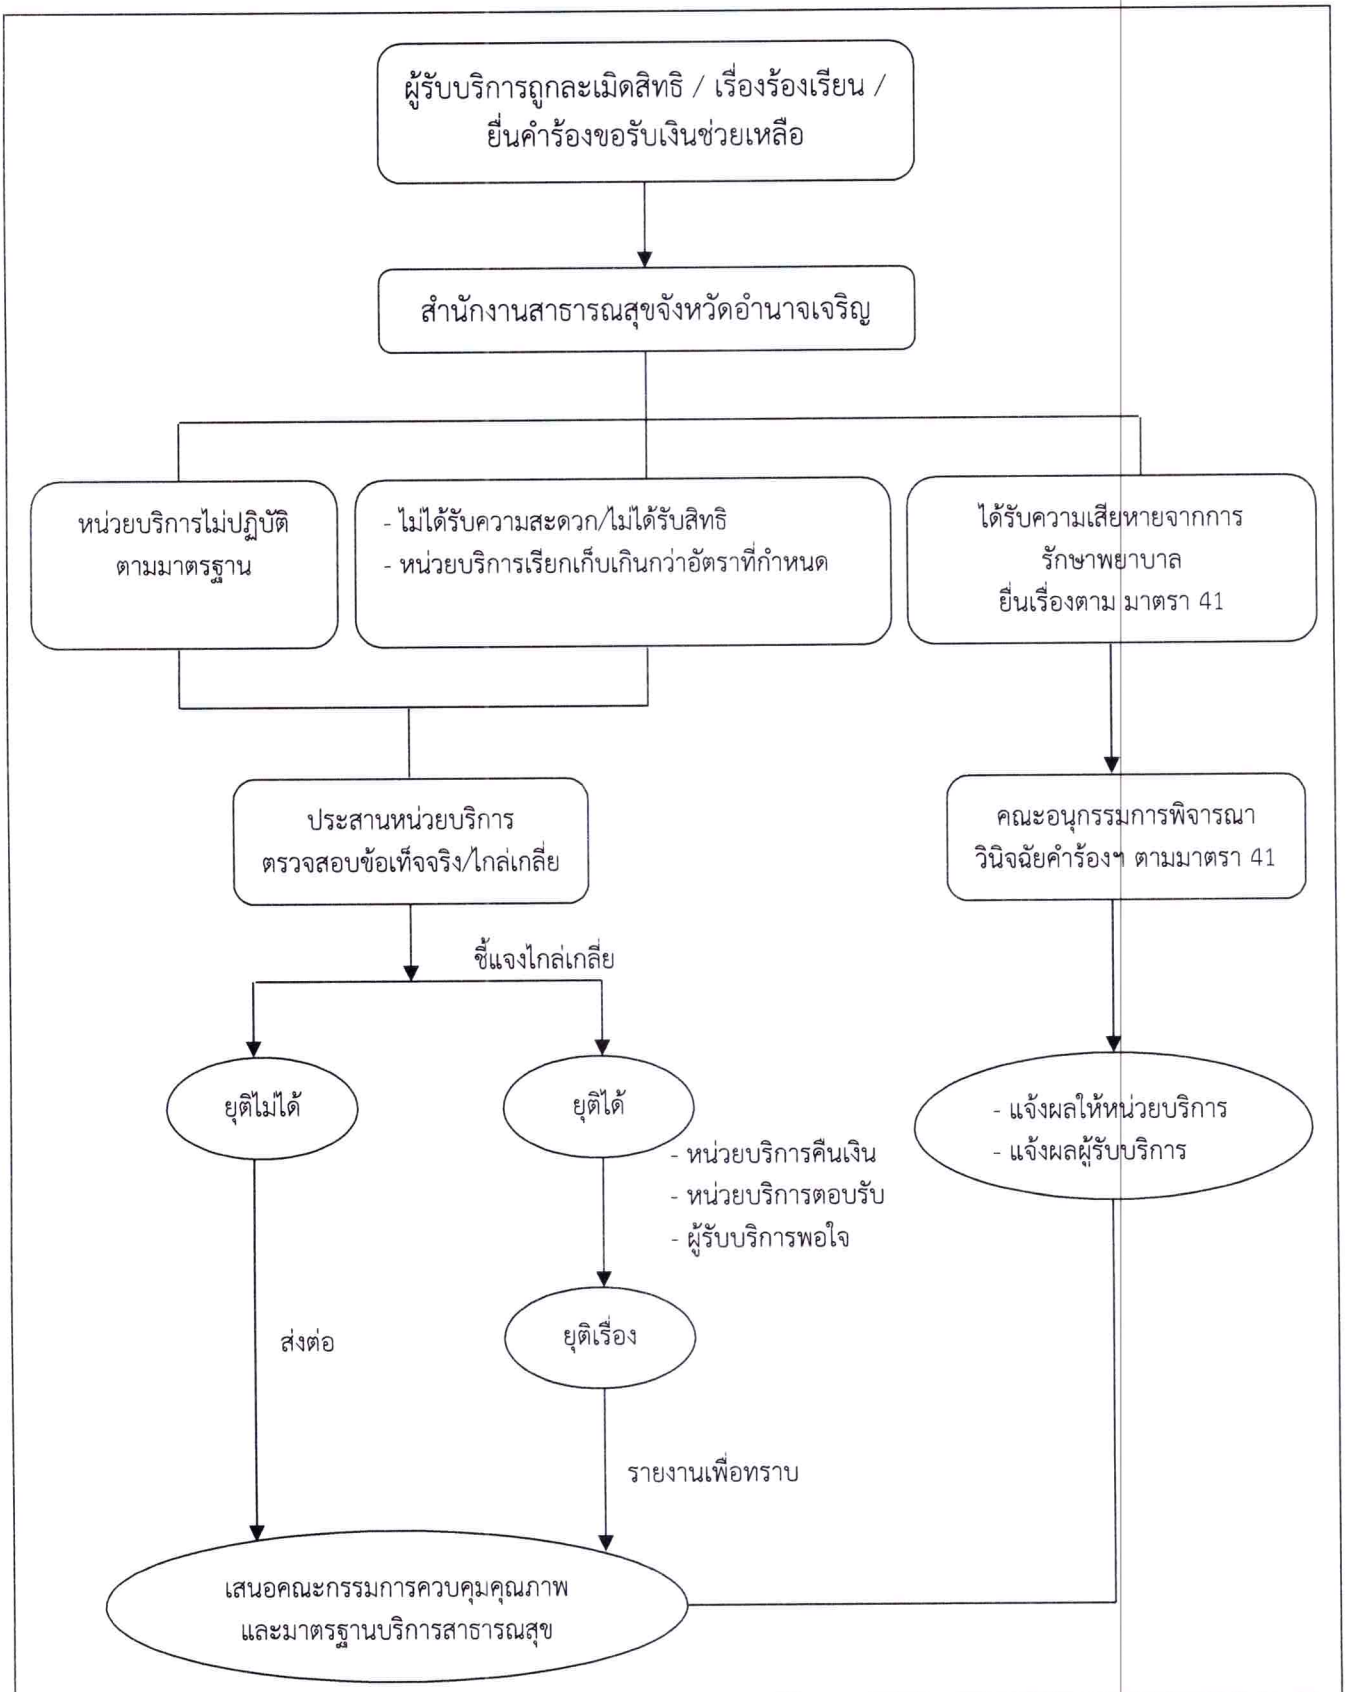 ผู้รับบริการถูกละเมิดสิทธิ / เรื่องร้องเรียน /
ยื่นคำร้องขอรับเงินช่วยเหลือ
สำนักงานสาธารณสุขจังหวัดอำนาจเจริญ
หน่วยบริการไม่ปฏิบัติ
ตามมาตรฐาน
- ไม่ได้รับความสะดวก/ไม่ได้รับสิทธิ
- หน่วยบริการเรียกเก็บเกินกว่าอัตราที่กำหนด
ได้รับความเสียหายจากการ
รักษาพยาบาล
ยื่นเรื่องตาม มาตรา 41
ประสานหน่วยบริการ
ตรวจสอบข้อเท็จจริง/ไกล่เกลี่ย
คณะอนุกรรมการพิจารณา
วินิจฉัยคำร้องฯ ตามมาตรา 41
ชี้แจงไกล่เกลี่ย
ยุติไม่ได้
ยุติได้
- หน่วยบริการคืนเงิน
- หน่วยบริการตอบรับ
- ผู้รับบริการพอใจ
- แจ้งผลให้หน่วยบริการ
- แจ้งผลผู้รับบริการ
ส่งต่อ
ยุติเรื่อง
รายงานเพื่อทราบ
เสนอคณะกรรมการควบคุมคุณภาพ
และมาตรฐานบริการสาธารณสุข